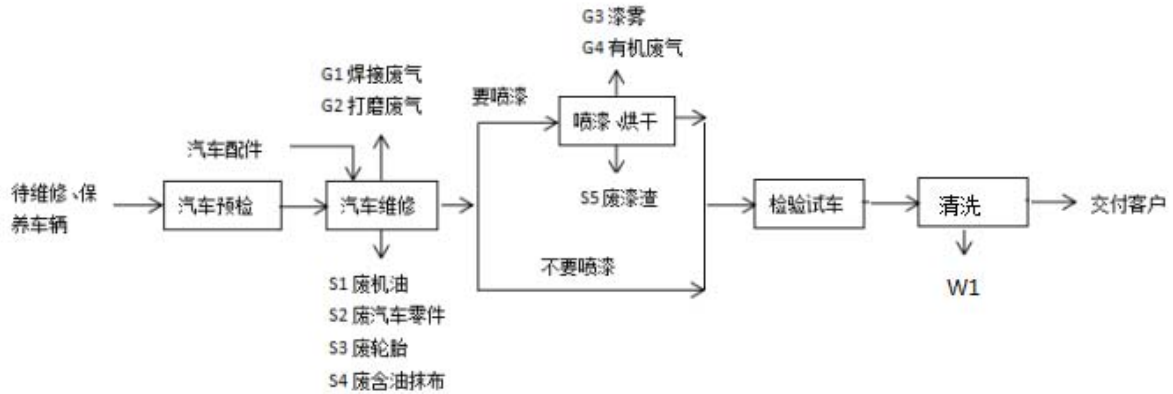 G3 漆雾
G4 有机废气
G1 焊接废气
G2 打磨废气
要喷漆
喷漆、烘干
汽车配件
S5 废漆渣
待维修、保
养车辆
汽车预检
汽车维修
检验试车
清洗
交付客户
不要喷漆
W1
S1 废机油
S2 废汽车零件
S3 废轮胎
S4 废含油抹布